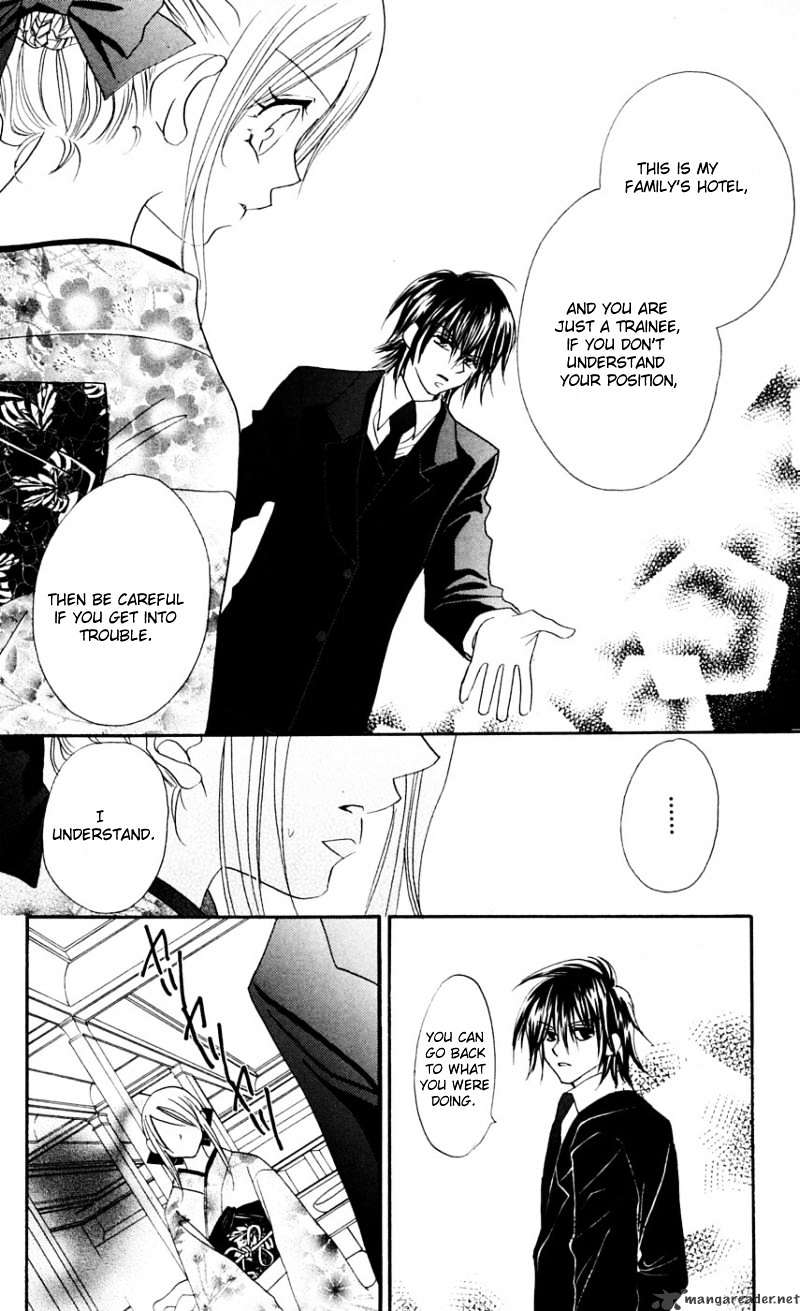 THIS IS MY
FAMILY'S HOTEL,
AND YOU ARE
JUST A TRAINEE,
IF YOU DON'T
UNDERSTAND
YOUR POSITION,
THEN BE CAREFUL
IF YOU GET INTO
TROUBLE.
......
I
UNDERSTAND.
YOU CAN
GO BACK
TO WHAT
YOU WERE
DOING.
mangareader.net